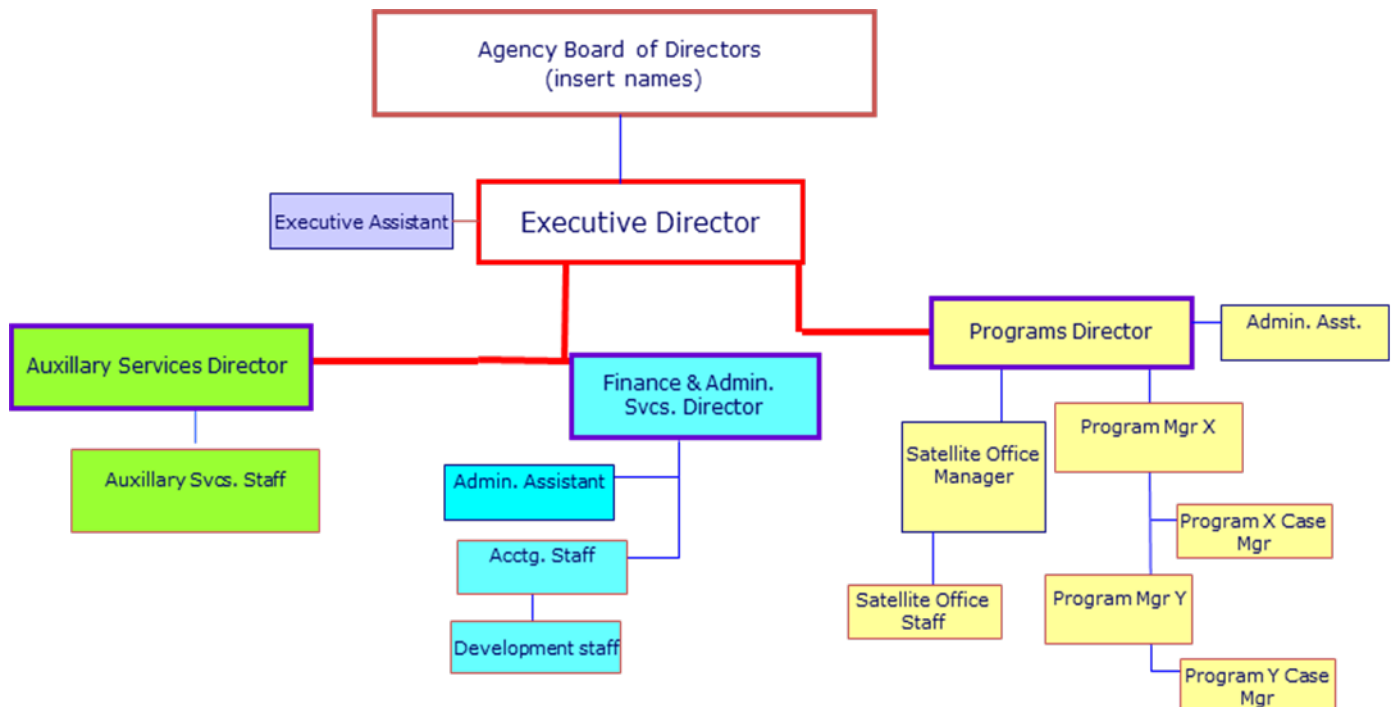 Agency Board of Directors
(insert names)
Executive Assistant
Executive Director
Auxillary Services Director
Auxillary Svcs. Staff
Finance & Admin.
Svcs. Director
Admin. Assistant
Acctg. Staff
Development staff
Programs Director
Admin. Asst.
Satellite Office
Manager
Satellite Office
Staff
Program Mgr X
Program X Case
Mgr
Program Mgr Y
Program Y Case
Mgr